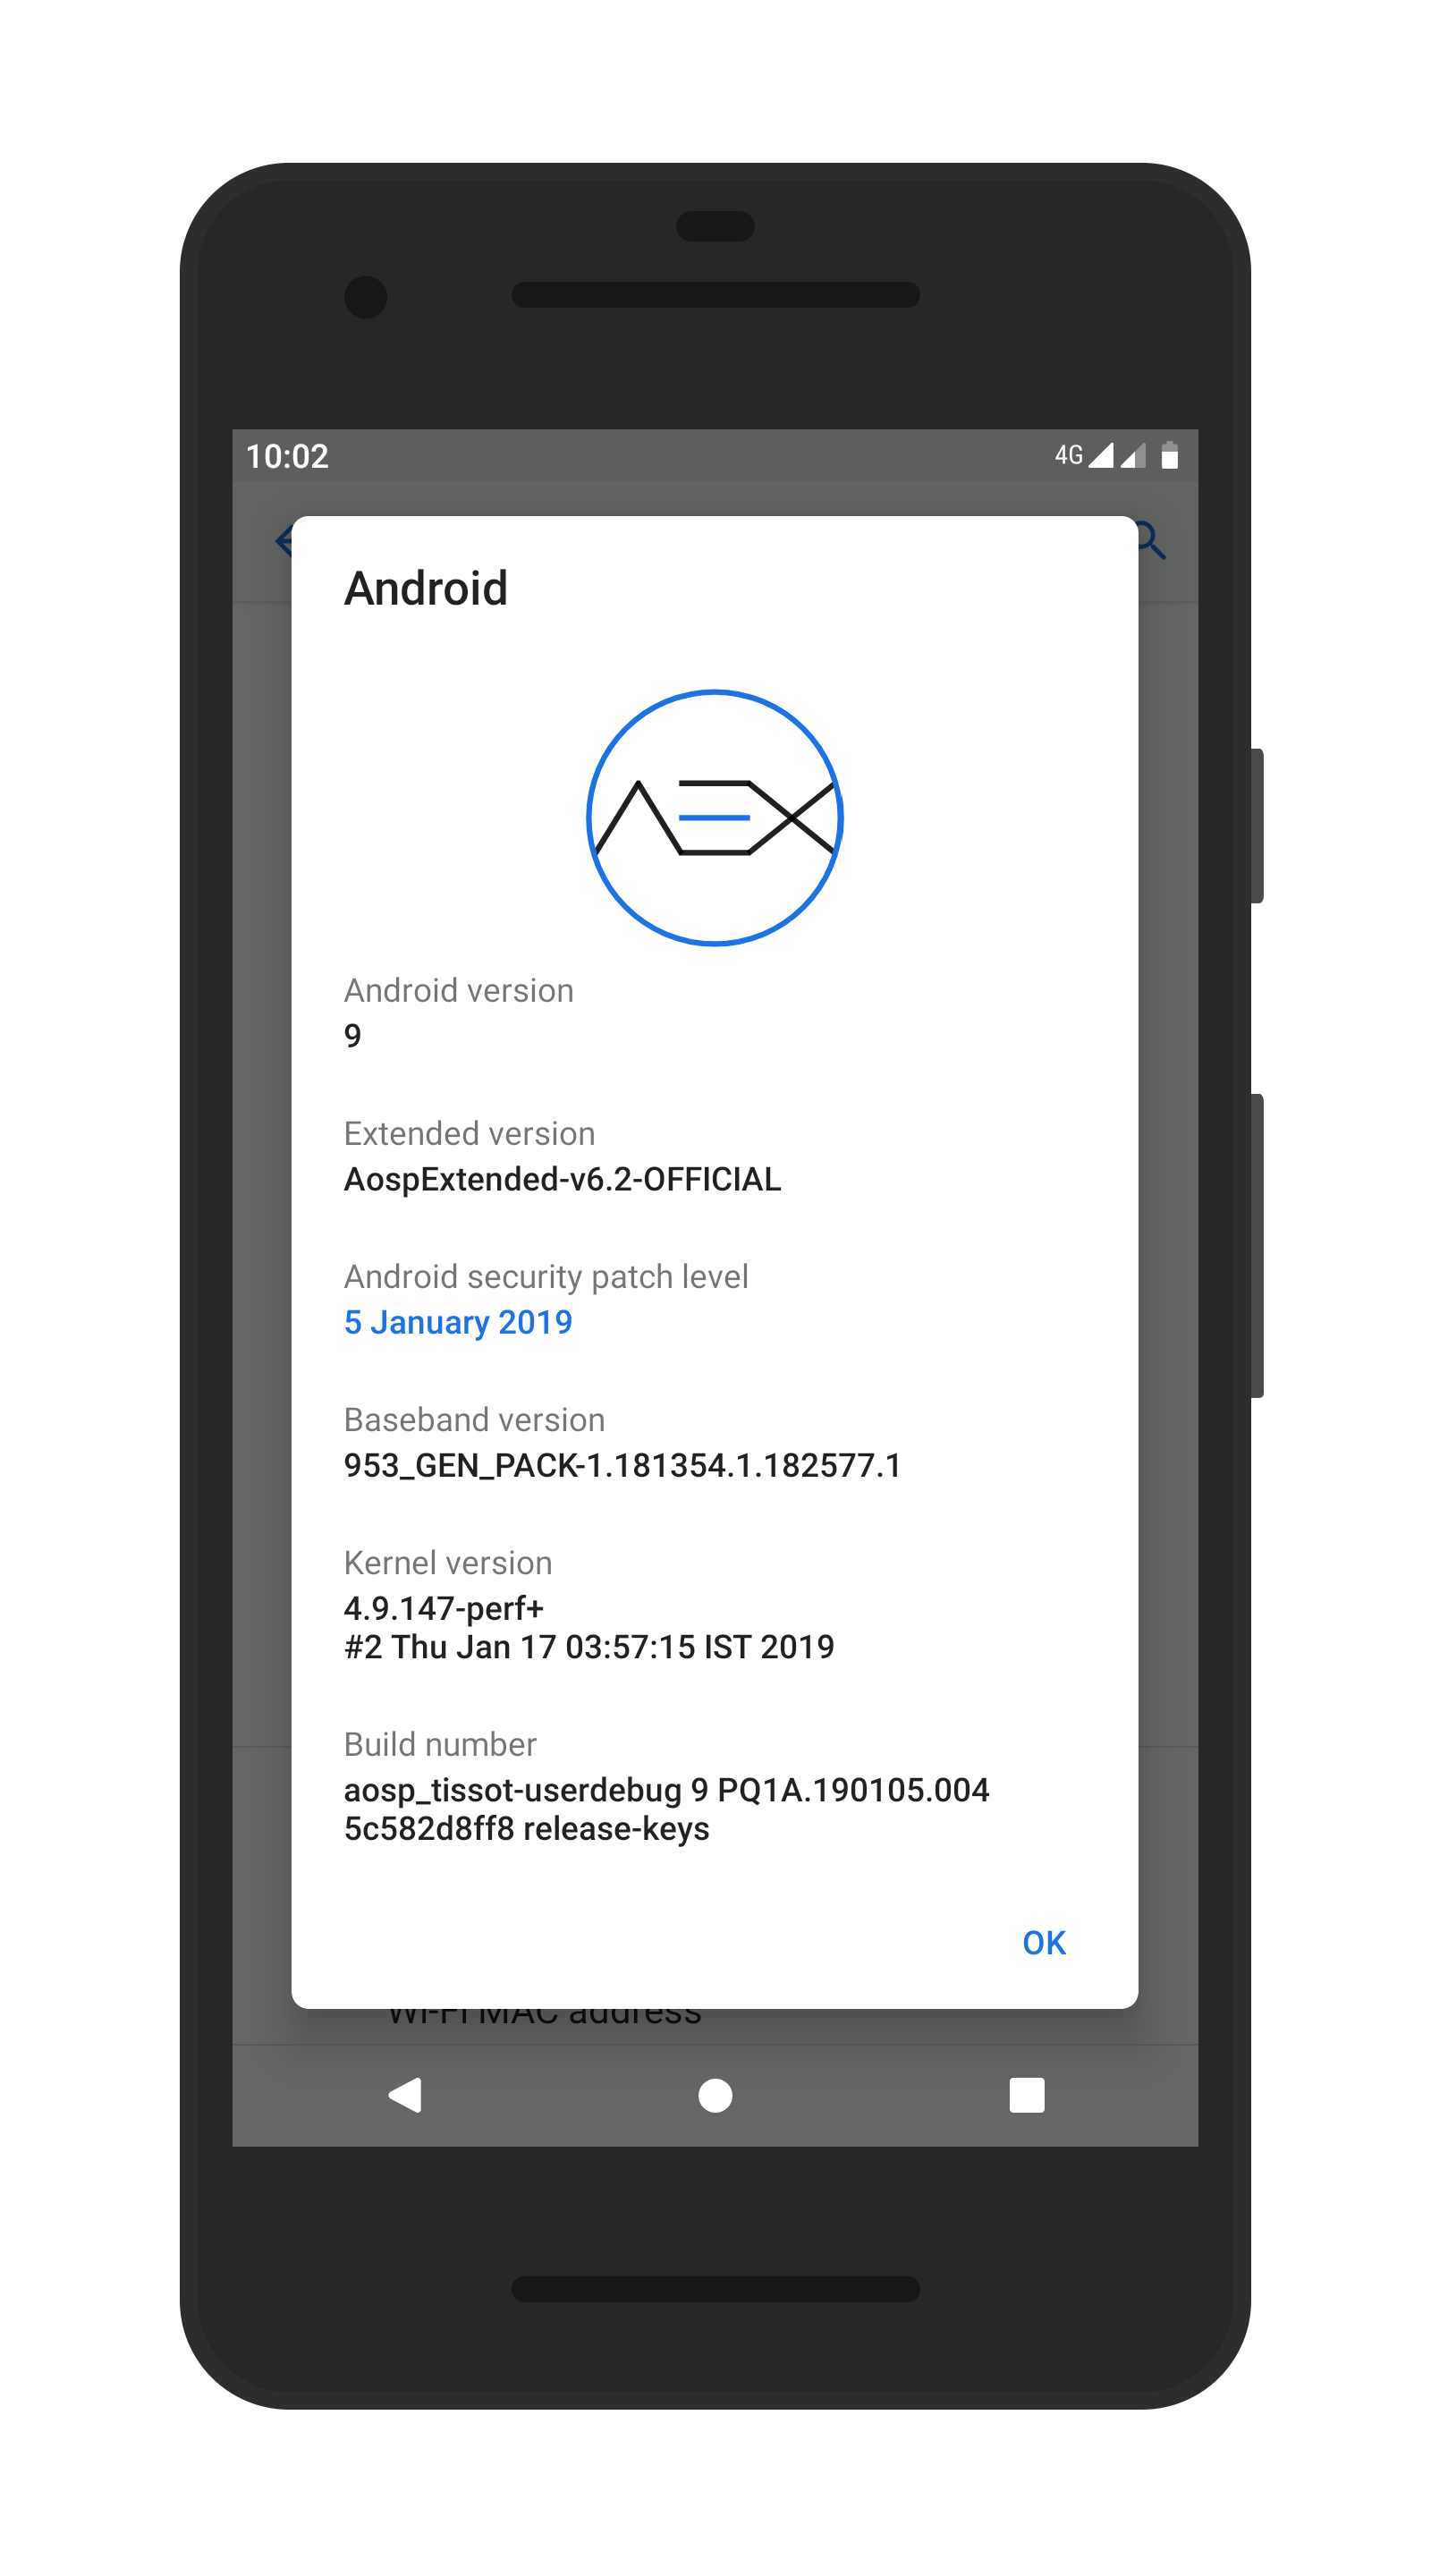 10:02
4G
Android
AEX
Android version
9
Extended version
AospExtended-v6.2-OFFICIAL
Android security patch level
5 January 2019
Baseband version
953_GEN_PACK-1.181354.1.182577.1
Kernel version
4.9.147-perf+
#2 Thu Jan 17 03:57:15 IST 2019
Build number
aosp_tissot-userdebug 9 PQ1A.190105.004
5c582d8ff8 release-keys
OK
Wi-Fi MAC address